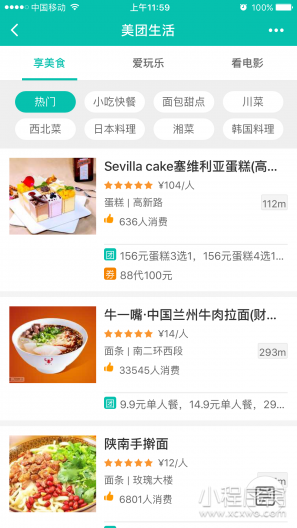 中国移动 上午11:59 100%
美团生活
享美食 爱玩乐 看电影
热门 小吃快餐 面包甜点 川菜
西北菜 日本料理 湘菜 韩国料理
Sevilla cake塞维利亚蛋糕(高...
¥104/人
蛋糕 | 高新路 112m
636人消费
团 156元蛋糕3选1，156元蛋糕4选1...
券 88代100元
牛一嘴·中国兰州牛肉拉面(财...
¥14/人
面条 | 南二环西段 293m
33545人消费
团 9.9元单人餐，14.9元单人餐，29...
陕南手擀面
¥12/人
面条 | 玫瑰大楼
6801人消费
www.xcxwo.com